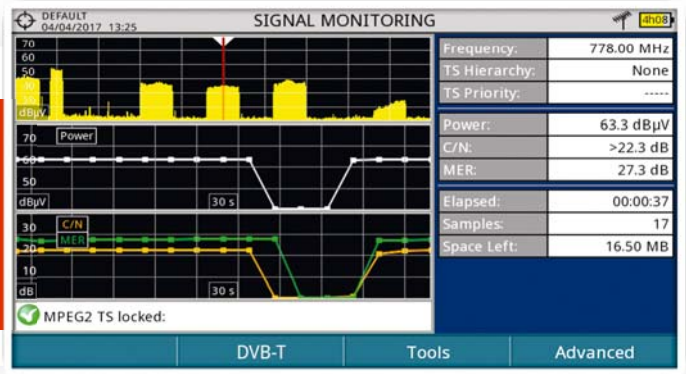 DEFAULT
04/04/2017 13:25
SIGNAL MONITORING
4h08
70
60
50
dBµV
Frequency: 778.00 MHz
TS Hierarchy: None
TS Priority: -----
70
Power
60
50
dBµV
30 s
Power: 63.3 dBµV
C/N: >22.3 dB
MER: 27.3 dB
30
C/N
MER
20
10
dB
30 s
Elapsed: 00:00:37
Samples: 17
Space Left: 16.50 MB
MPEG2 TS locked:
DVB-T
Tools
Advanced